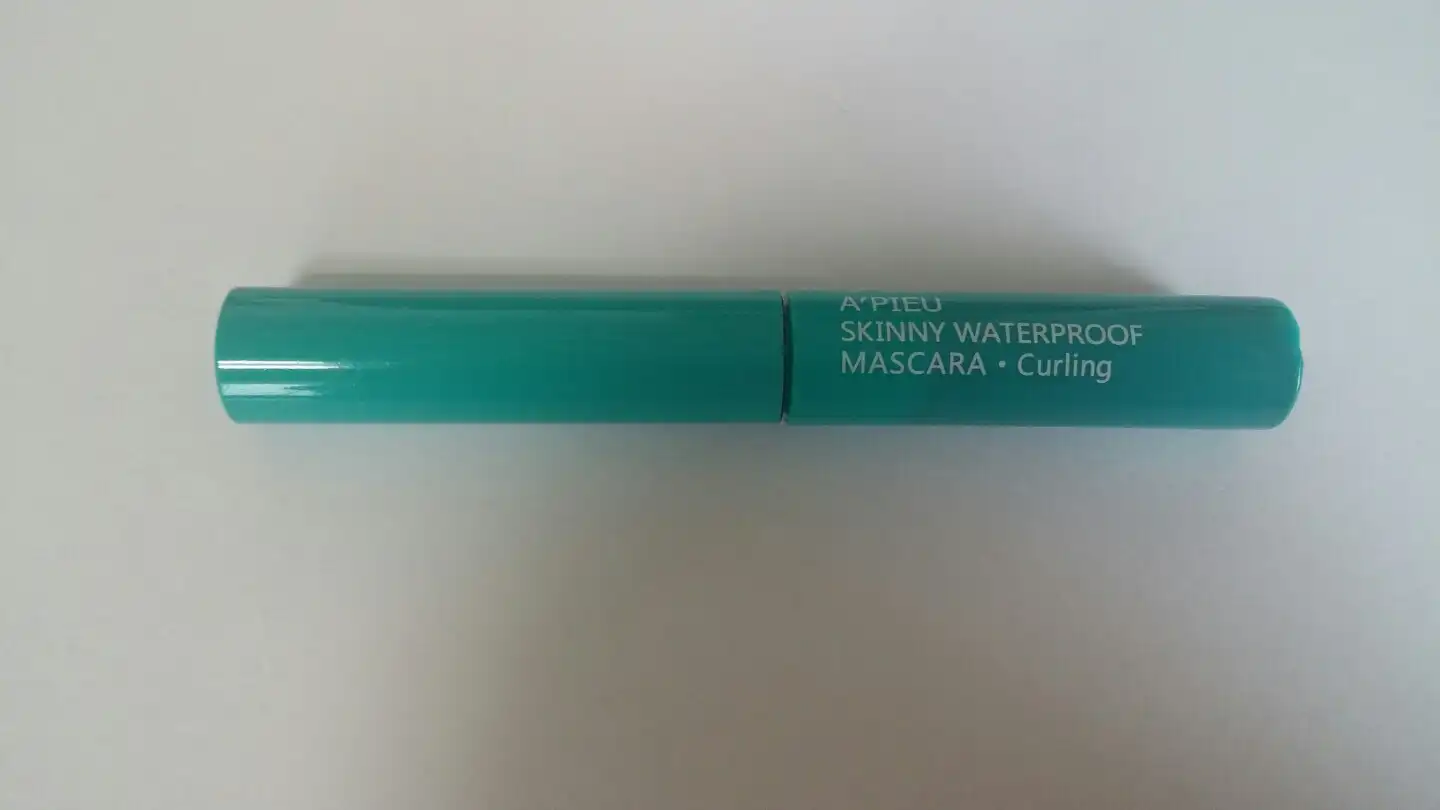 A'PIEU
SKINNY WATERPROOF
MASCARA • Curling